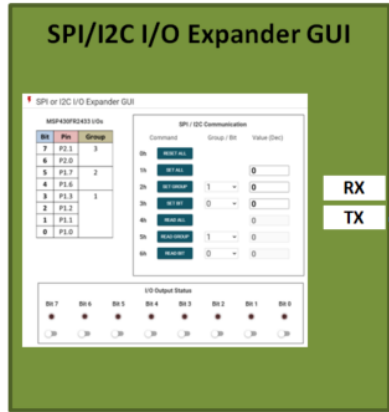 SPI/I2C I/O Expander GUI
SPI or I2C I/O Expander GUI
MSP430FR2433 I/Os
Bit Pin Group
7 P2.1 3
6 P2.0
5 P1.7 2
4 P1.6
3 P1.3 1
2 P1.2
1 P1.1
0 P1.0
SPI / I2C Communication
Command Group / Bit Value (Dec)
0h RESET ALL
1h SET ALL 0
2h SET GROUP 1 0
3h SET BIT 0 0
4h READ ALL 0
5h READ GROUP 1 0
6h READ BIT 0 0
I/O Output Status
Bit 7 Bit 6 Bit 5 Bit 4 Bit 3 Bit 2 Bit 1 Bit 0
RX
TX